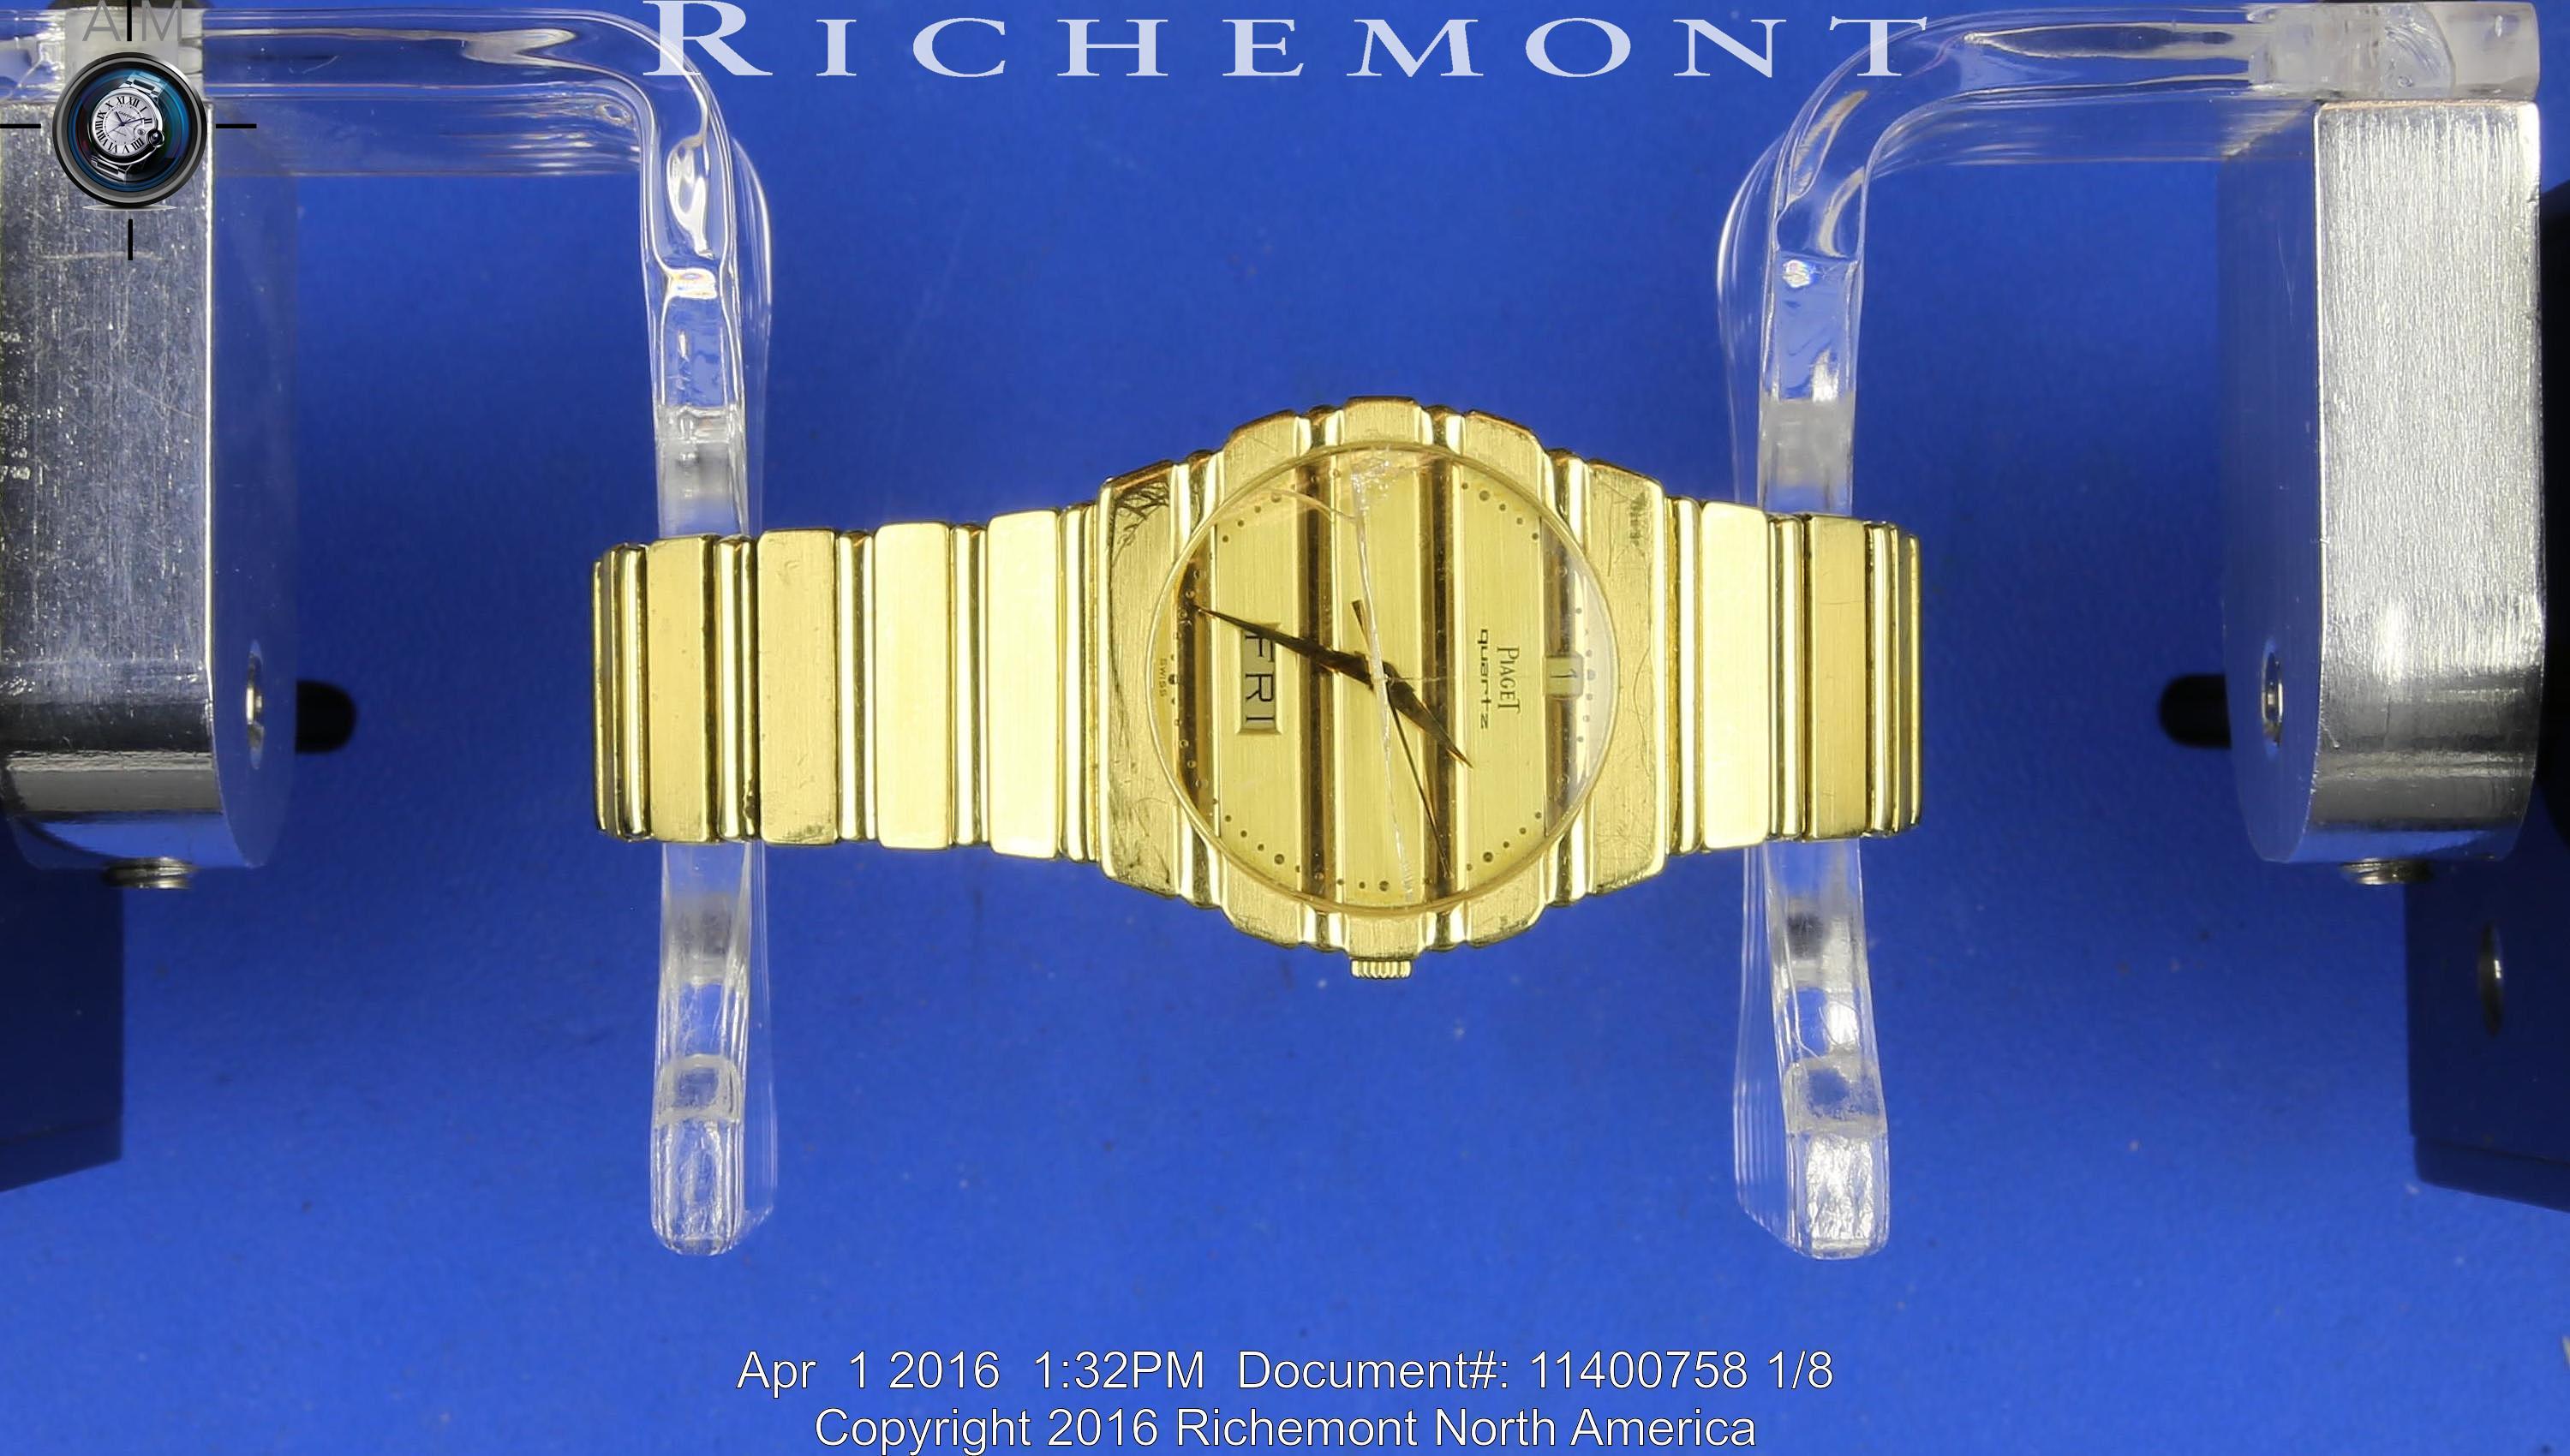 AIM
RICHEMONT
PIAGET
quartz
1
FRI
SWISS
Apr 1 2016 1:32PM Document#: 11400758 1/8
Copyright 2016 Richemont North America